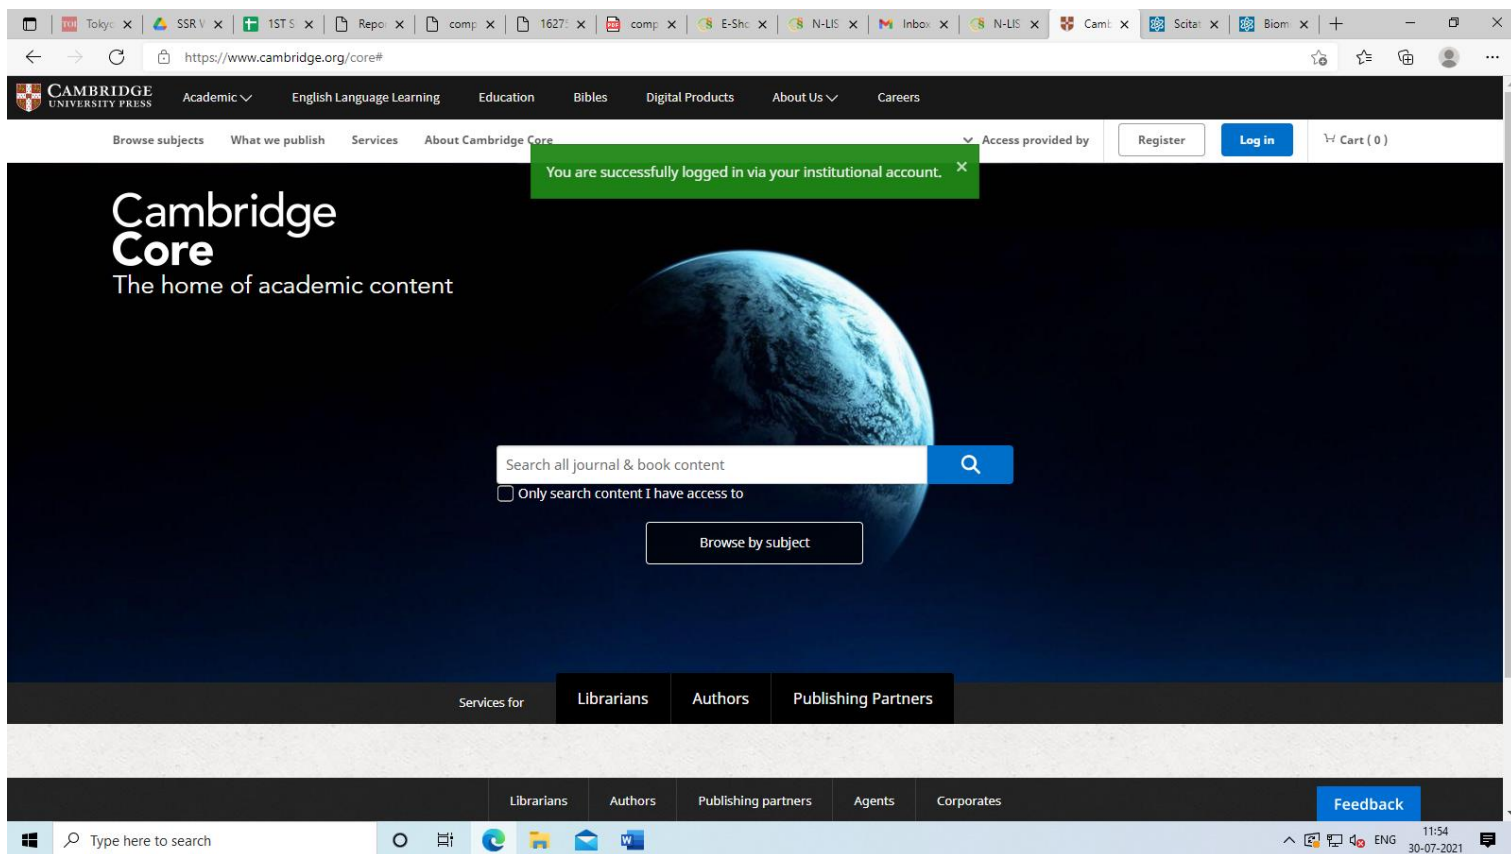 TOI Tokyo SSR V 1ST S Repor comp 1627 PDF comp E-Sho N-LIS Inbox N-LIS Camb Scitat Biom
https://www.cambridge.org/core#
CAMBRIDGE
UNIVERSITY PRESS
Academic English Language Learning Education Bibles Digital Products About Us Careers
Browse subjects What we publish Services About Cambridge Core Access provided by Register Log in Cart ( 0 )
You are successfully logged in via your institutional account. ×
Cambridge
Core
The home of academic content
Search all journal & book content
Only search content I have access to
Browse by subject
Services for Librarians Authors Publishing Partners
Librarians Authors Publishing partners Agents Corporates
Feedback
Type here to search
ENG
11:54
30-07-2021